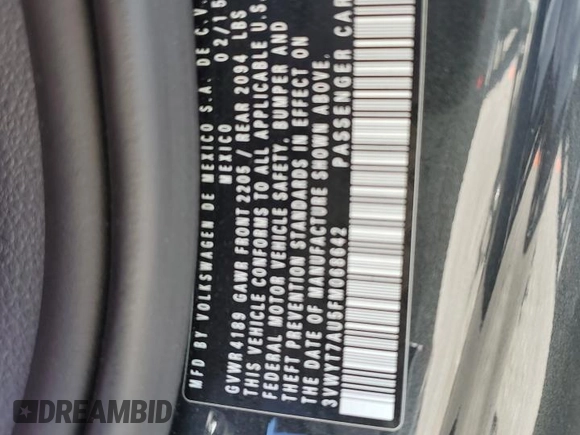 MFD BY VOLKSWAGEN DE MEXICO S.A. DE C.V.
MEXICO 02/15
GVWR 4189 GAWR FRONT 2205 / REAR 2094 LBS
THIS VEHICLE CONFORMS TO ALL APPLICABLE U.S.
FEDERAL MOTOR VEHICLE SAFETY, BUMPER AND
THEFT PREVENTION STANDARDS IN EFFECT ON
THE DATE OF MANUFACTURE SHOWN ABOVE.
3VWYT7AU5FM088642 PASSENGER CAR
DREAMBID